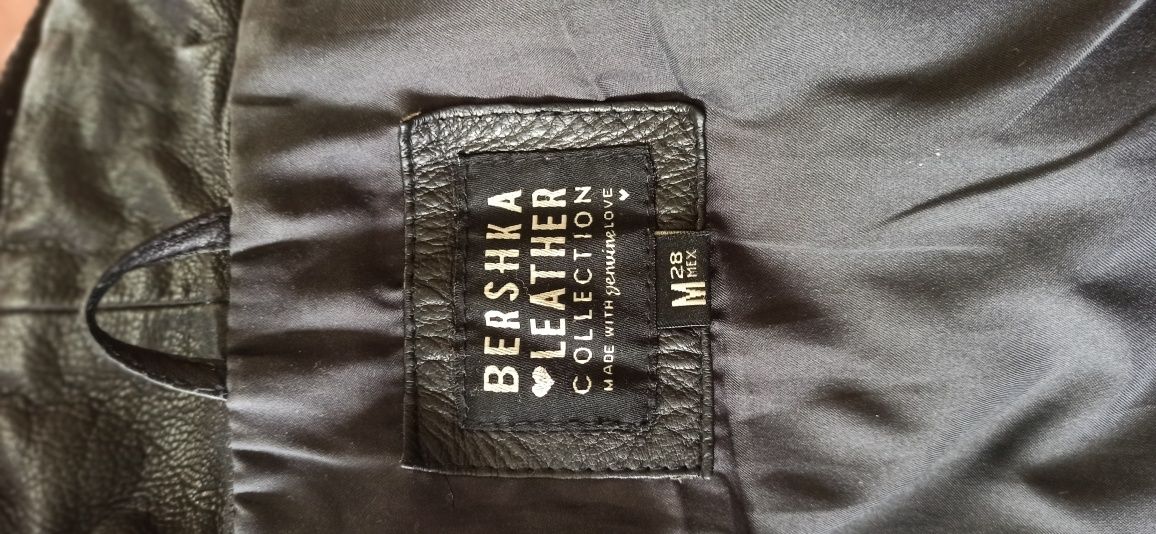 BERSHKA
LEATHER
COLLECTION
MADE WITH genuine LOVE
M 28
MEX